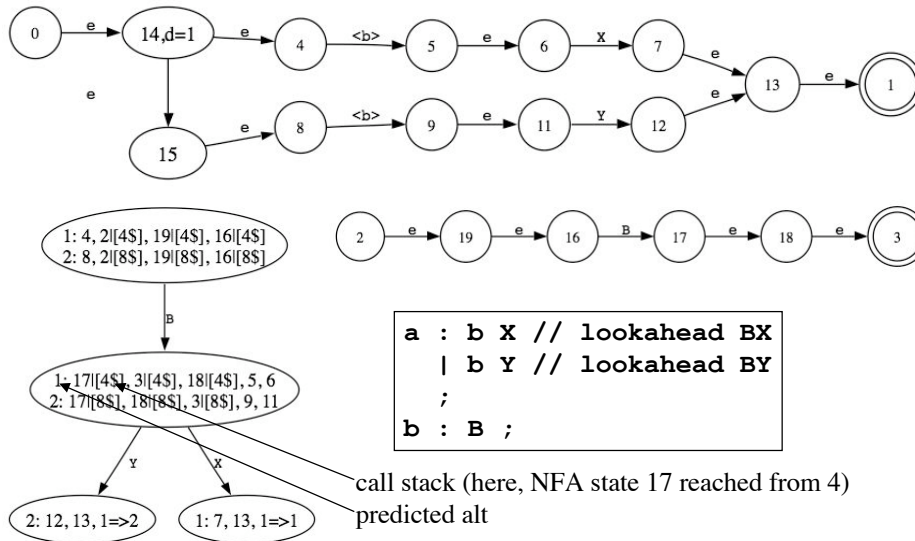 0 e 14,d=1 e 4 <b> 5 e 6 X 7 e 13 e 1
e
15 e 8 <b> 9 e 11 Y 12 e
2 e 19 e 16 B 17 e 18 e 3
1: 4, 2|[4$], 19|[4$], 16|[4$]
2: 8, 2|[8$], 19|[8$], 16|[8$]
B
1: 17|[4$], 3|[4$], 18|[4$], 5, 6
2: 17|[8$], 18|[8$], 3|[8$], 9, 11
Y X
2: 12, 13, 1=>2
1: 7, 13, 1=>1
a : b X // lookahead BX
| b Y // lookahead BY
;
b : B ;
call stack (here, NFA state 17 reached from 4)
predicted alt